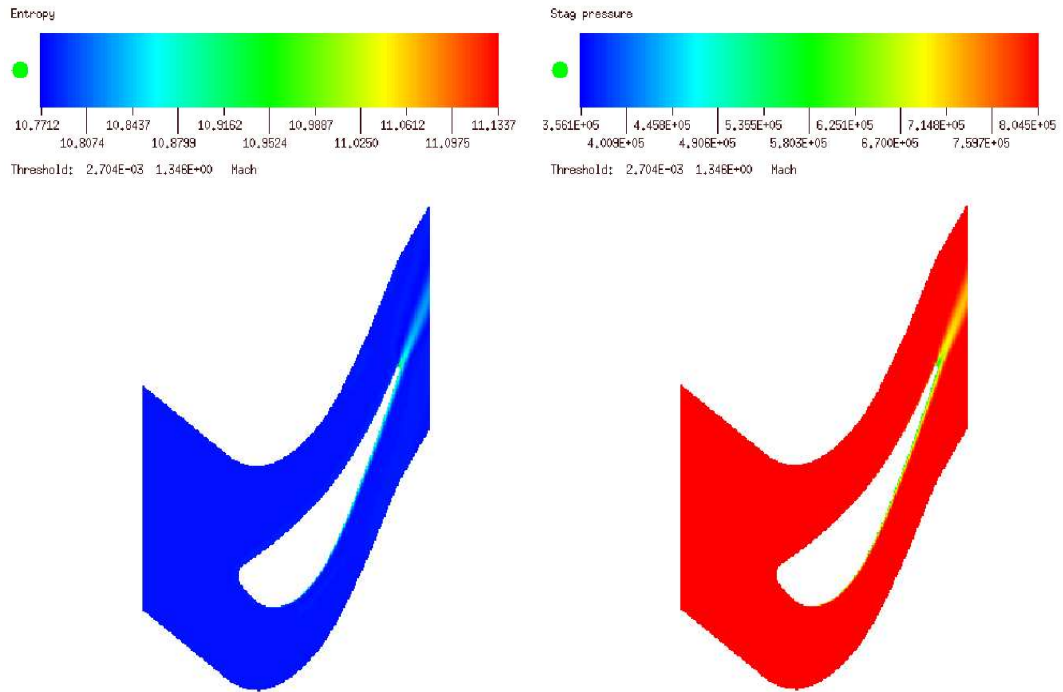 Entropy
10.7712 10.8437 10.9162 10.9887 11.0612 11.1337
10.8074 10.8799 10.9524 11.0250 11.0975
Threshold: 2.704E-03 1.346E+00 Mach
Stag pressure
3.561E+05 4.458E+05 5.355E+05 6.251E+05 7.148E+05 8.045E+05
4.009E+05 4.906E+05 5.803E+05 6.700E+05 7.597E+05
Threshold: 2.704E-03 1.346E+00 Mach